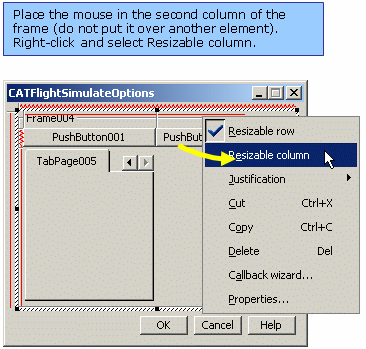 Place the mouse in the second column of the
frame (do not put it over another element).
Right-click and select Resizable column.
CATFlightSimulateOptions
Frame004
PushButton001
PushBu
Resizable row
TabPage005
Resizable column
Justification
Cut Ctrl+X
Copy Ctrl+C
Delete Del
Callback wizard...
Properties...
OK Cancel Help